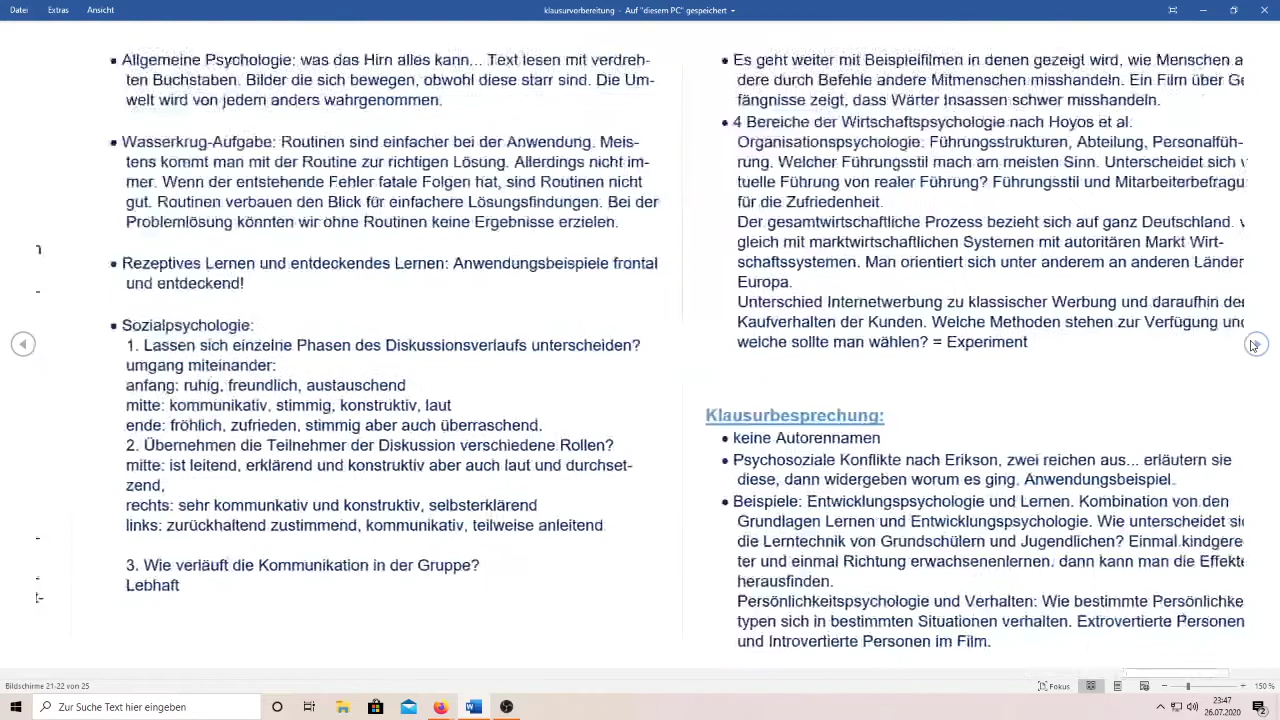 Datei Extras Ansicht
klausurvorbereitung - Auf "diesem PC" gespeichert
• Allgemeine Psychologie: was das Hirn alles kann... Text lesen mit verdreh-
ten Buchstaben. Bilder die sich bewegen, obwohl diese starr sind. Die Um-
welt wird von jedem anders wahrgenommen.
• Wasserkrug-Aufgabe: Routinen sind einfacher bei der Anwendung. Meis-
tens kommt man mit der Routine zur richtigen Lösung. Allerdings nicht im-
mer. Wenn der entstehende Fehler fatale Folgen hat, sind Routinen nicht
gut. Routinen verbauen den Blick für einfachere Lösungsfindungen. Bei der
Problemlösung könnten wir ohne Routinen keine Ergebnisse erzielen.
• Rezeptives Lernen und entdeckendes Lernen: Anwendungsbeispiele frontal
und entdeckend!
• Sozialpsychologie:
1. Lassen sich einzelne Phasen des Diskussionsverlaufs unterscheiden?
umgang miteinander:
anfang: ruhig, freundlich, austauschend
mitte: kommunikativ, stimmig, konstruktiv, laut
ende: fröhlich, zufrieden, stimmig aber auch überraschend.
2. Übernehmen die Teilnehmer der Diskussion verschiedene Rollen?
mitte: ist leitend, erklärend und konstruktiv aber auch laut und durchset-
zend,
rechts: sehr kommunkativ und konstruktiv, selbsterklärend
links: zurückhaltend zustimmend, kommunikativ, teilweise anleitend
3. Wie verläuft die Kommunikation in der Gruppe?
Lebhaft
• Es geht weiter mit Beispielfilmen in denen gezeigt wird, wie Menschen a
dere durch Befehle andere Mitmenschen misshandeln. Ein Film über Ge
fängnisse zeigt, dass Wärter Insassen schwer misshandeln.
• 4 Bereiche der Wirtschaftspsychologie nach Hoyos et al.
Organisationspsychologie: Führungsstrukturen, Abteilung, Personalfüh-
rung. Welcher Führungsstil mach am meisten Sinn. Unterscheidet sich
tuelle Führung von realer Führung? Führungsstil und Mitarbeiterbefragu
für die Zufriedenheit.
Der gesamtwirtschaftliche Prozess bezieht sich auf ganz Deutschland.
gleich mit marktwirtschaftlichen Systemen mit autoritären Markt Wirt-
schaftssystemen. Man orientiert sich unter anderem an anderen Länder
Europa.
Unterschied Internetwerbung zu klassischer Werbung und daraufhin de
Kaufverhalten der Kunden. Welche Methoden stehen zur Verfügung und
welche sollte man wählen? = Experiment
Klausurbesprechung:
• keine Autorennamen
• Psychosoziale Konflikte nach Erikson, zwei reichen aus... erläutern sie
diese, dann widergeben worum es ging. Anwendungsbeispiel.
• Beispiele: Entwicklungspsychologie und Lernen. Kombination von den
Grundlagen Lernen und Entwicklungspsychologie. Wie unterscheidet si
die Lerntechnik von Grundschülern und Jugendlichen? Einmal kindgere
ter und einmal Richtung erwachsenenlernen. dann kann man die Effekte
herausfinden.
Persönlichkeitspsychologie und Verhalten: Wie bestimmte Persönlichke
typen sich in bestimmten Situationen verhalten. Extrovertierte Personen
und Introvertierte Personen im Film.
Bildschirme 21-22 von 25
Fokus
150 %
Zur Suche Text hier eingeben
23:47
26.07.2020